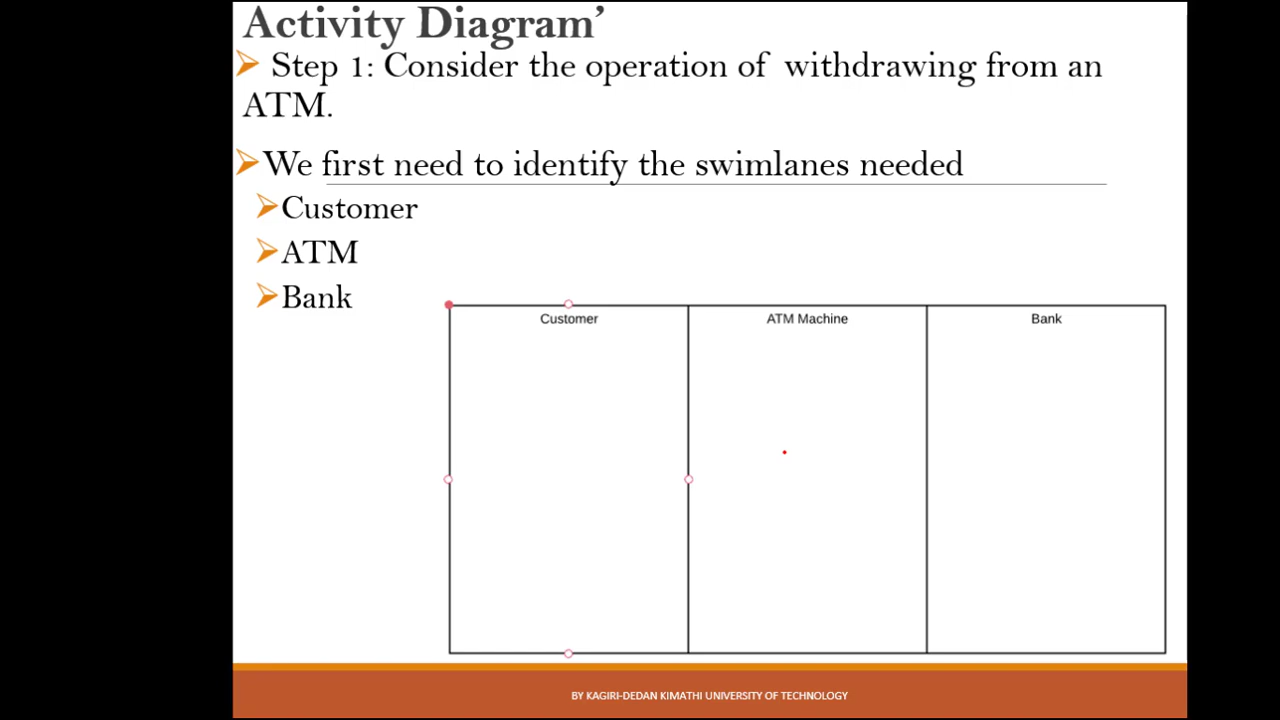 Activity Diagram’
Step 1: Consider the operation of withdrawing from an
ATM.
We first need to identify the swimlanes needed
Customer
ATM
Bank
Customer ATM Machine Bank
BY KAGIRI-DEDAN KIMATHI UNIVERSITY OF TECHNOLOGY